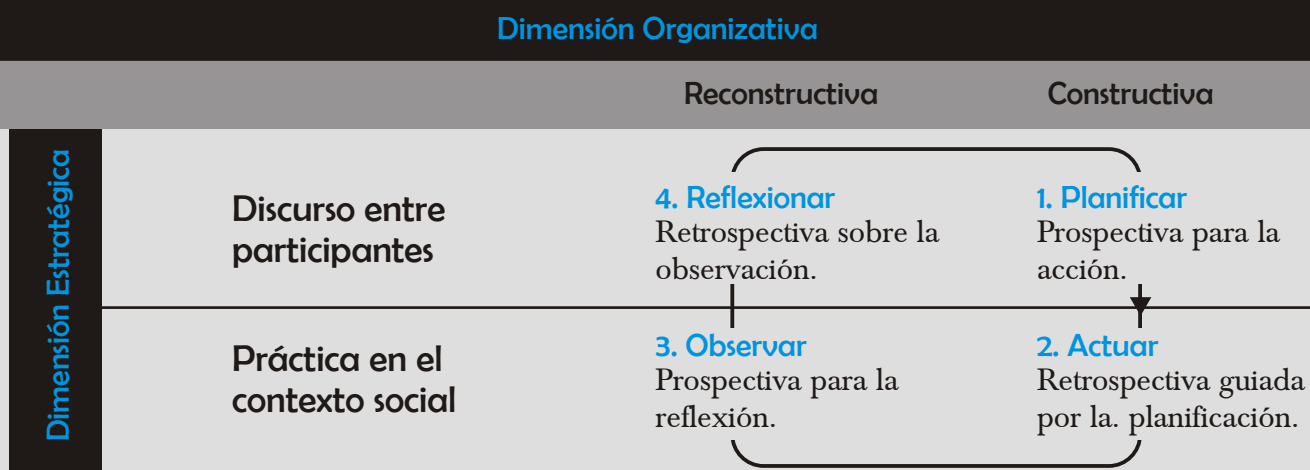 Dimensión Organizativa
Reconstructiva
Constructiva
Dimensión Estratégica
Discurso entre
participantes
4. Reflexionar
Retrospectiva sobre la
observación.
1. Planificar
Prospectiva para la
acción.
Práctica en el
contexto social
3. Observar
Prospectiva para la
reflexión.
2. Actuar
Retrospectiva guiada
por la. planificación.